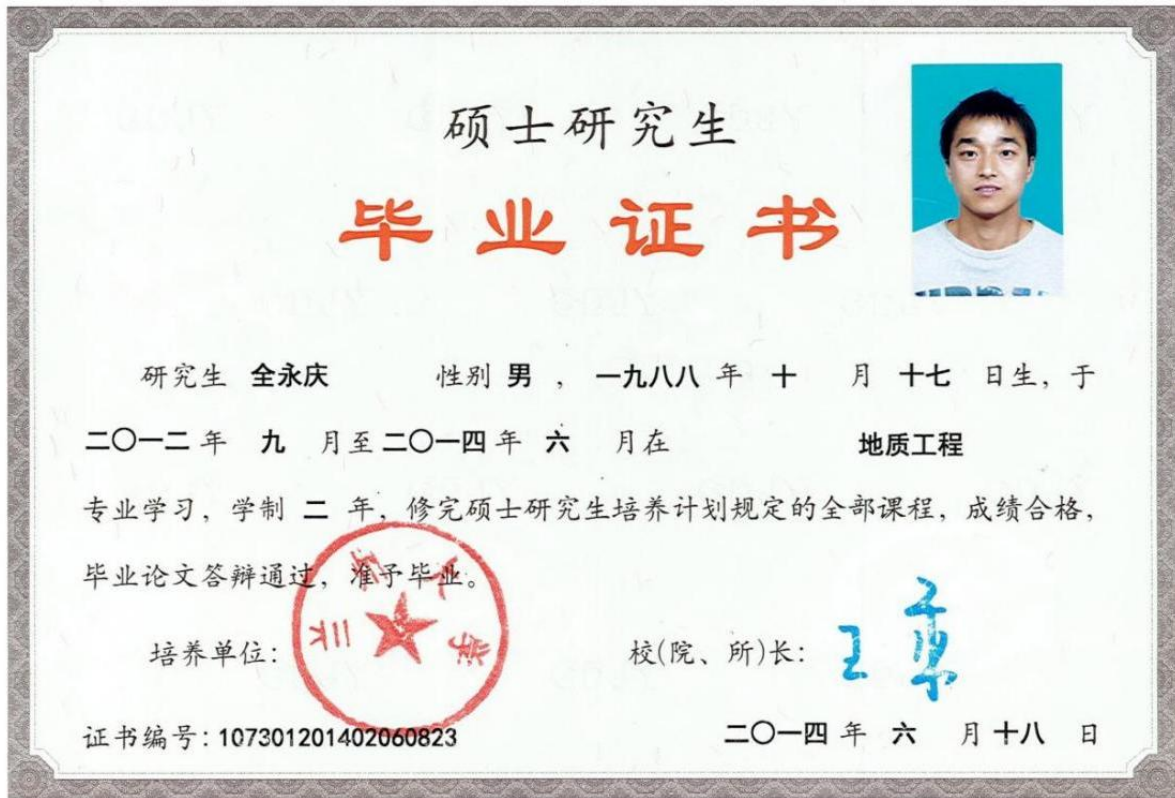 硕士研究生
毕业证书
研究生 全永庆 性别 男 ， 一九八八 年 十 月 十七 日生，于
二〇一二 年 九 月至 二〇一四 年 六 月在 地质工程
专业学习，学制 二 年，修完硕士研究生培养计划规定的全部课程，成绩合格，
毕业论文答辩通过，准予毕业。
培养单位：
校(院、所)长：
证书编号：107301201402060823
二〇一四 年 六 月 十八 日